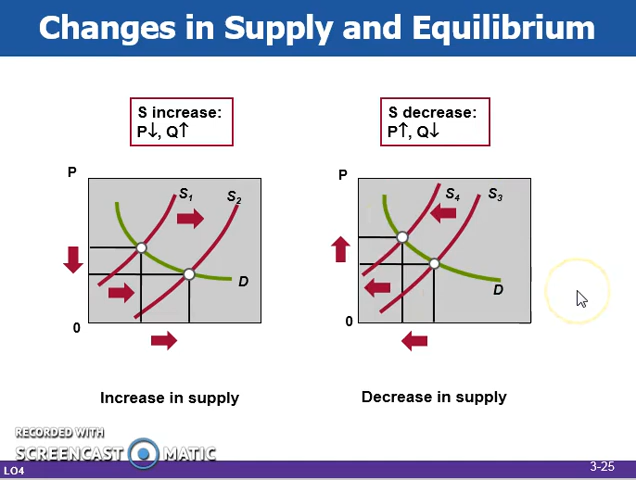 Changes in Supply and Equilibrium
S increase:
P↓, Q↑
S decrease:
P↑, Q↓
P
S1
S2
D
0
P
S4
S3
D
0
Increase in supply
Decrease in supply
RECORDED WITH
SCREENCAST MATIC
LO4
3-25